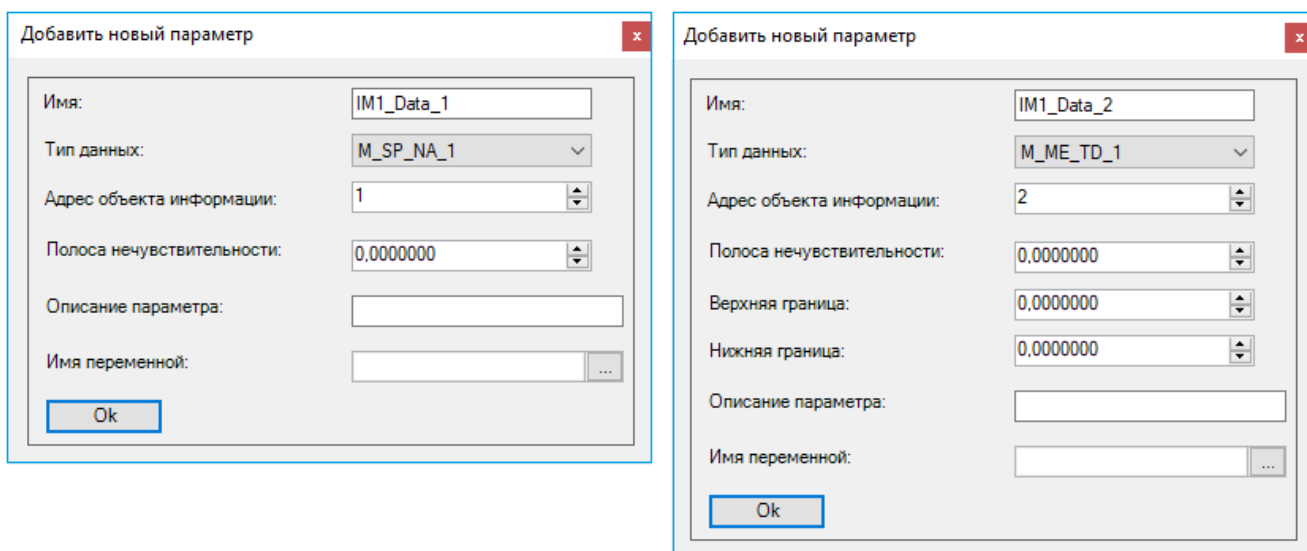 Добавить новый параметр x
Имя: IM1_Data_1
Тип данных: M_SP_NA_1
Адрес объекта информации: 1
Полоса нечувствительности: 0,0000000
Описание параметра:
Имя переменной: ...
Ok
Добавить новый параметр x
Имя: IM1_Data_2
Тип данных: M_ME_TD_1
Адрес объекта информации: 2
Полоса нечувствительности: 0,0000000
Верхняя граница: 0,0000000
Нижняя граница: 0,0000000
Описание параметра:
Имя переменной: ...
Ok